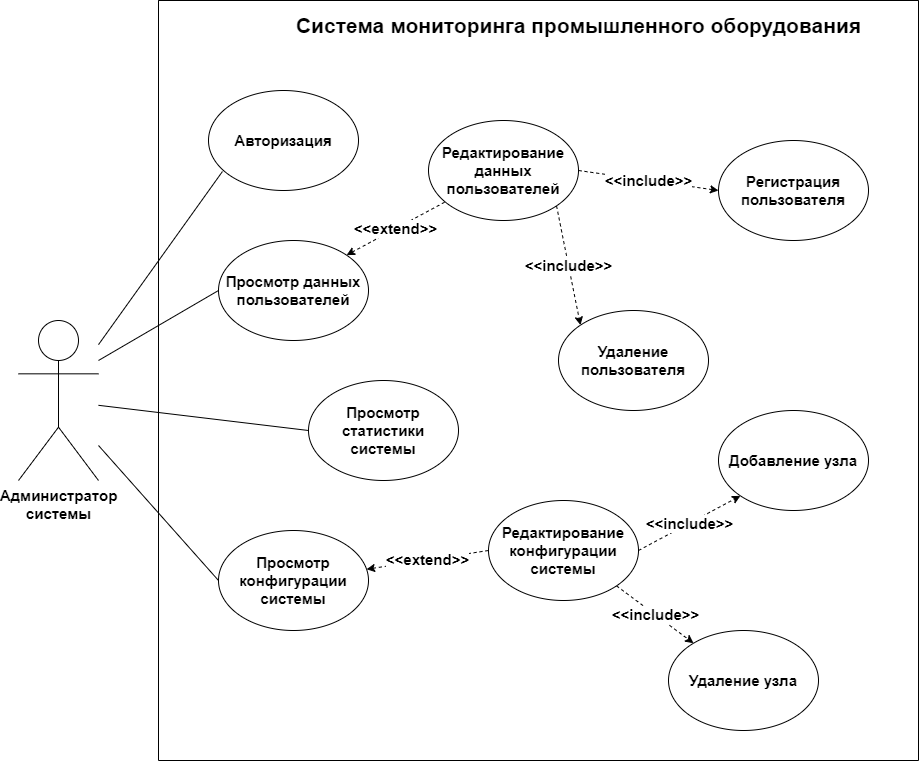 Система мониторинга промышленного оборудования
Авторизация
Редактирование
данных
пользователей
<<include>>
Регистрация
пользователя
<<extend>>
<<include>>
Просмотр данных
пользователей
Удаление
пользователя
Просмотр
статистики
системы
Добавление узла
Администратор
системы
<<include>>
Редактирование
конфигурации
системы
<<extend>>
Просмотр
конфигурации
системы
<<include>>
Удаление узла